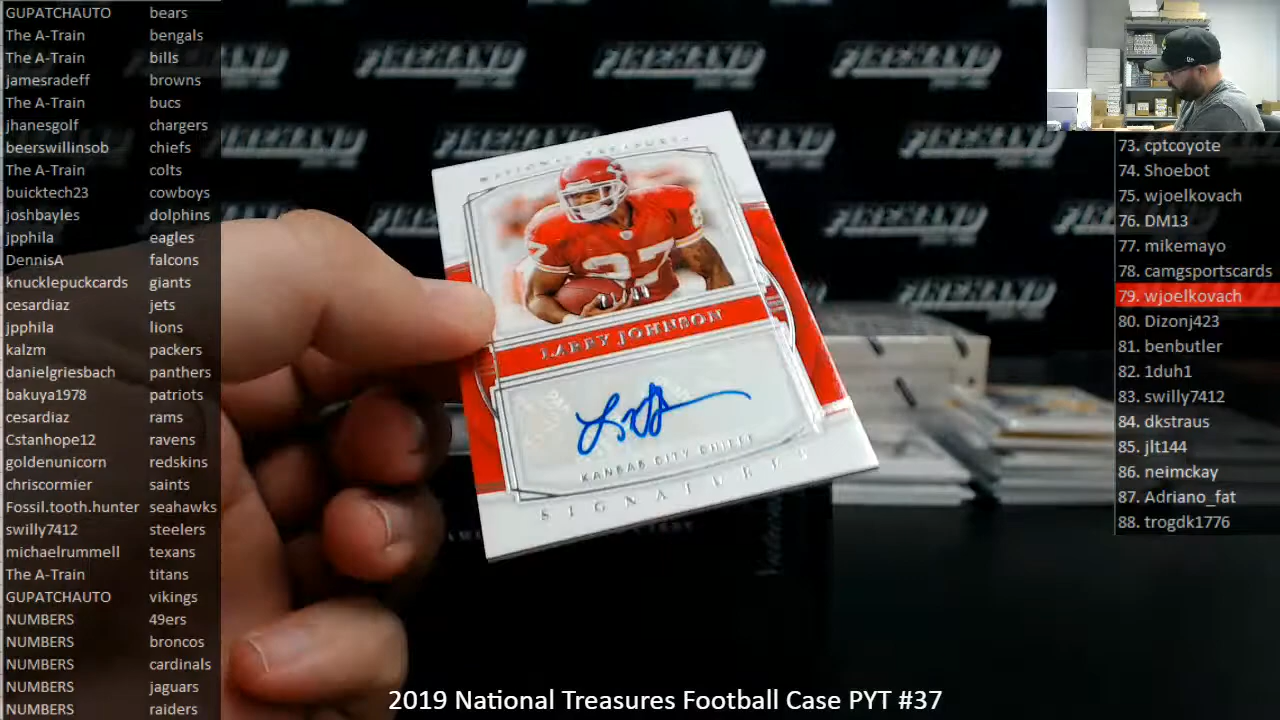 GUPATCHAUTO bears
The A-Train bengals
The A-Train bills
jamesradeff browns
The A-Train bucs
jhanesgolf chargers
beerswillinsob chiefs
The A-Train colts
buicktech23 cowboys
joshbayles dolphins
jpphila eagles
DennisA falcons
knucklepuckcards giants
cesardiaz jets
jpphila lions
kalzm packers
danielgriesbach panthers
bakuya1978 patriots
cesardiaz rams
Cstanhope12 ravens
goldenunicorn redskins
chriscormier saints
Fossil.tooth.hunter seahawks
swilly7412 steelers
michaelrummell texans
The A-Train titans
GUPATCHAUTO vikings
NUMBERS 49ers
NUMBERS broncos
NUMBERS cardinals
NUMBERS jaguars
NUMBERS raiders
NATIONAL TREASURES
27
LARRY JOHNSON
KANSAS CITY CHIEFS
SIGNATURES
FIREHAND
73. cptcoyote
74. Shoebot
75. wjoelkovach
76. DM13
77. mikemayo
78. camgsportscards
79. wjoelkovach
80. Dizonj423
81. benbutler
82. 1duh1
83. swilly7412
84. dkstraus
85. jlt144
86. neimckay
87. Adriano_fat
88. trogdk1776
2019 National Treasures Football Case PYT #37